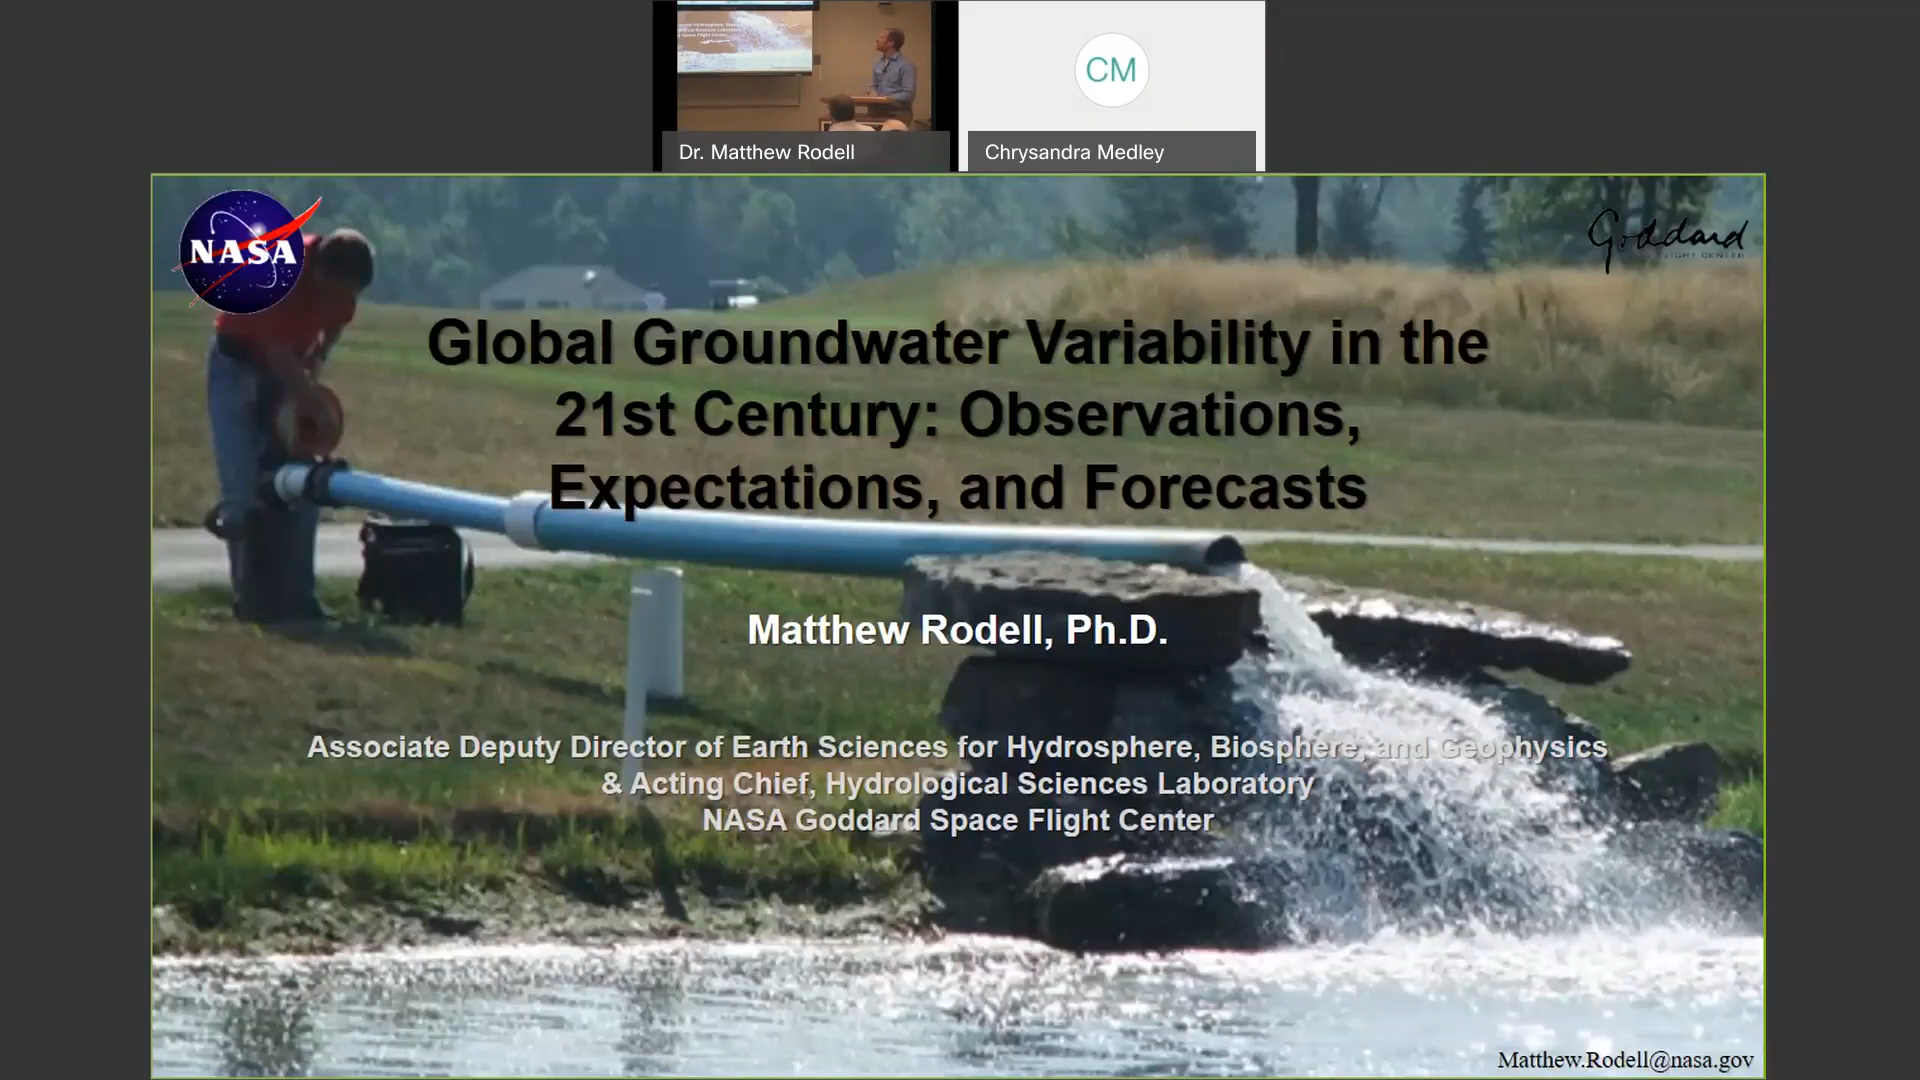 Dr. Matthew Rodell
CM
Chrysandra Medley
NASA
Goddard
Global Groundwater Variability in the
21st Century: Observations,
Expectations, and Forecasts
Matthew Rodell, Ph.D.
Associate Deputy Director of Earth Sciences for Hydrosphere, Biosphere, and Geophysics
& Acting Chief, Hydrological Sciences Laboratory
NASA Goddard Space Flight Center
Matthew.Rodell@nasa.gov